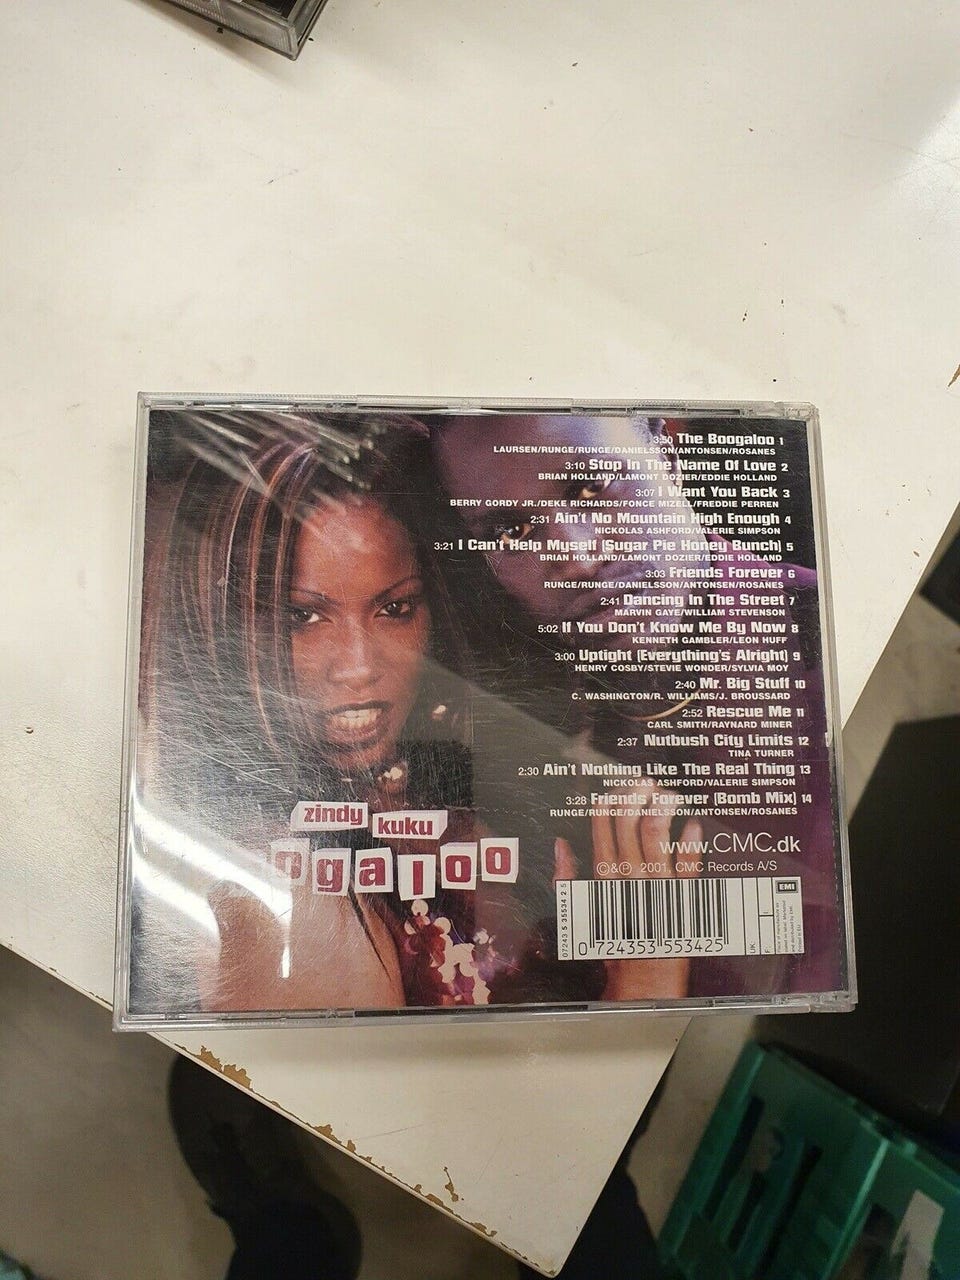 3:50 The Boogaloo 1
LAURSEN/RUNGE/RUNGE/DANIELSSON/ANTONSEN/ROSANES
3:10 Stop In The Name Of Love 2
BRIAN HOLLAND/LAMONT DOZIER/EDDIE HOLLAND
3:07 I Want You Back 3
BERRY GORDY JR./DEKE RICHARDS/FONCE MIZELL/FREDDIE PERREN
2:31 Ain't No Mountain High Enough 4
NICKOLAS ASHFORD/VALERIE SIMPSON
3:21 I Can't Help Myself (Sugar Pie Honey Bunch) 5
BRIAN HOLLAND/LAMONT DOZIER/EDDIE HOLLAND
3:03 Friends Forever 6
RUNGE/RUNGE/DANIELSSON/ANTONSEN/ROSANES
2:41 Dancing In The Street 7
MARVIN GAYE/WILLIAM STEVENSON
5:02 If You Don't Know Me By Now 8
KENNETH GAMBLER/LEON HUFF
3:00 Uptight (Everything's Alright) 9
HENRY COSBY/STEVIE WONDER/SYLVIA MOY
2:40 Mr. Big Stuff 10
C. WASHINGTON/R. WILLIAMS/J. BROUSSARD
2:52 Rescue Me 11
CARL SMITH/RAYNARD MINER
2:37 Nutbush City Limits 12
TINA TURNER
2:30 Ain't Nothing Like The Real Thing 13
NICKOLAS ASHFORD/VALERIE SIMPSON
3:28 Friends Forever (Bomb Mix) 14
RUNGE/RUNGE/DANIELSSON/ANTONSEN/ROSANES
zindy kuku
ogaloo
www.CMC.dk
©&℗ 2001, CMC Records A/S
07243 5 35534 2 5
0 724353 553425
UK:
F:
EMI